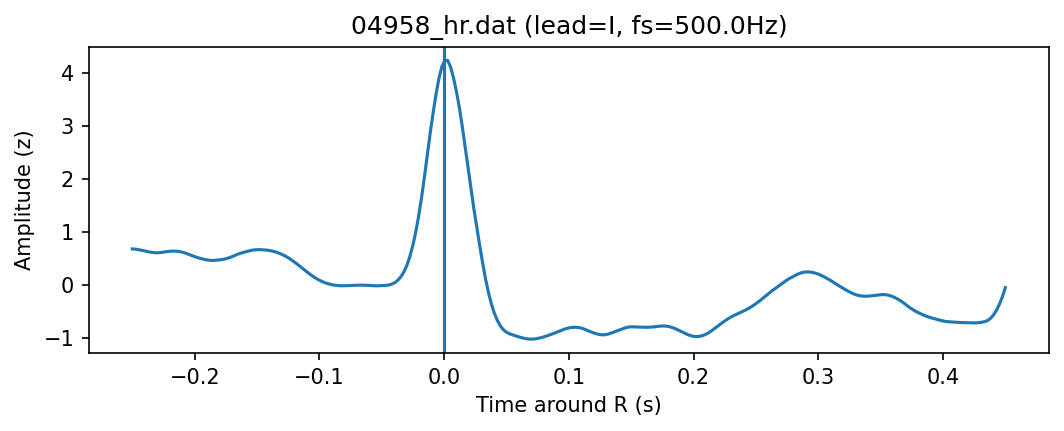 04958_hr.dat (lead=I, fs=500.0Hz)
Amplitude (z)
4
3
2
1
0
−1
−0.2 −0.1 0.0 0.1 0.2 0.3 0.4
Time around R (s)